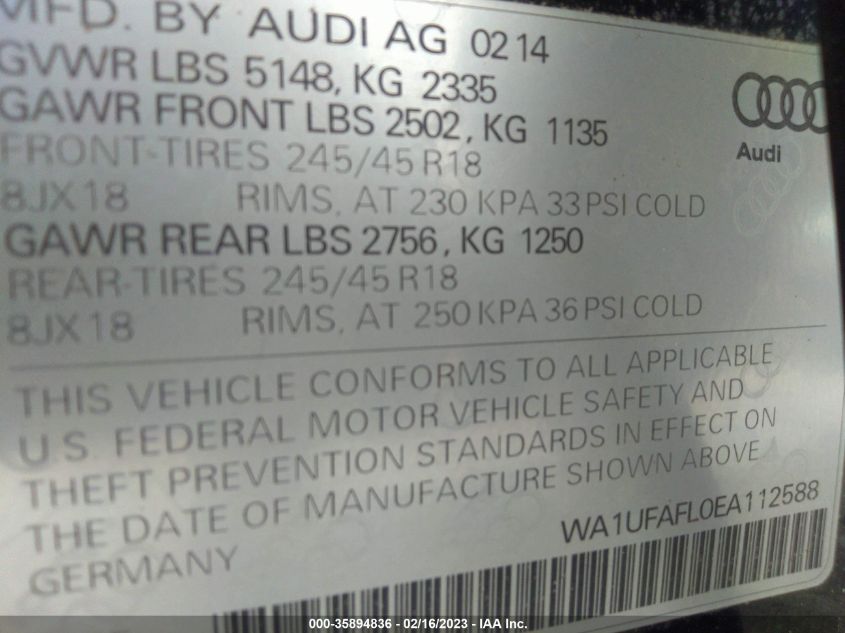 MFD. BY AUDI AG 0214
GVWR LBS 5148, KG 2335
GAWR FRONT LBS 2502, KG 1135
FRONT-TIRES 245/45 R18
8JX18 RIMS, AT 230 KPA 33 PSI COLD
GAWR REAR LBS 2756, KG 1250
REAR-TIRES 245/45 R18
8JX18 RIMS, AT 250 KPA 36 PSI COLD
Audi
THIS VEHICLE CONFORMS TO ALL APPLICABLE
U.S. FEDERAL MOTOR VEHICLE SAFETY AND
THEFT PREVENTION STANDARDS IN EFFECT ON
THE DATE OF MANUFACTURE SHOWN ABOVE
GERMANY
WA1UFAFL0EA112588
000-35894836 - 02/16/2023 - IAA Inc.